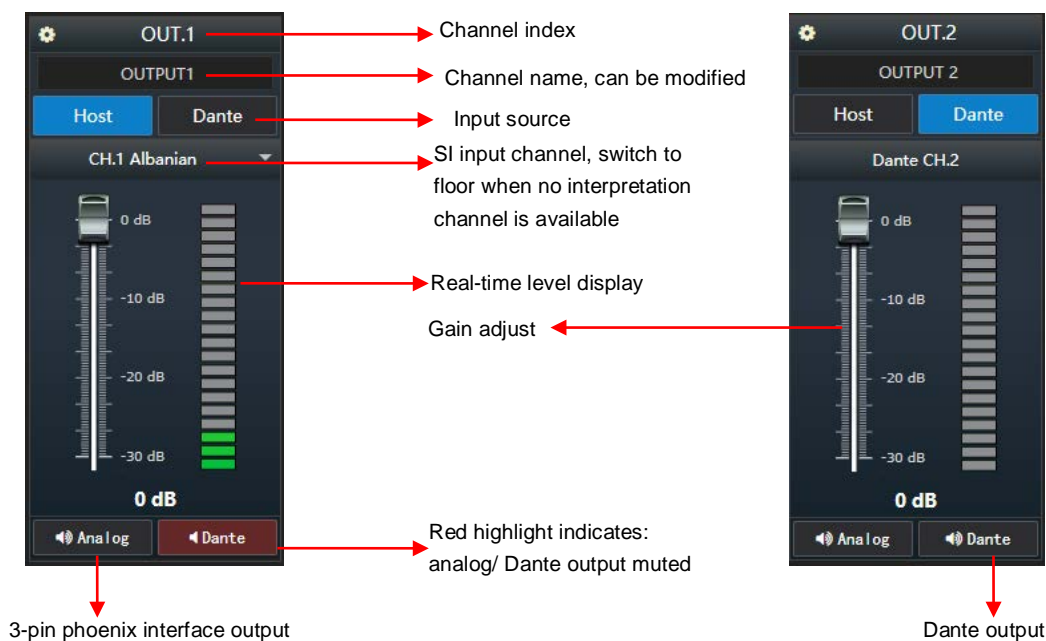 OUT.1
OUTPUT1
Host Dante
CH.1 Albanian
0 dB
-10 dB
-20 dB
-30 dB
0 dB
Analog Dante
3-pin phoenix interface output
Channel index
Channel name, can be modified
Input source
SI input channel, switch to
floor when no interpretation
channel is available
Real-time level display
Gain adjust
Red highlight indicates:
analog/ Dante output muted
OUT.2
OUTPUT 2
Host Dante
Dante CH.2
0 dB
-10 dB
-20 dB
-30 dB
0 dB
Analog Dante
Dante output